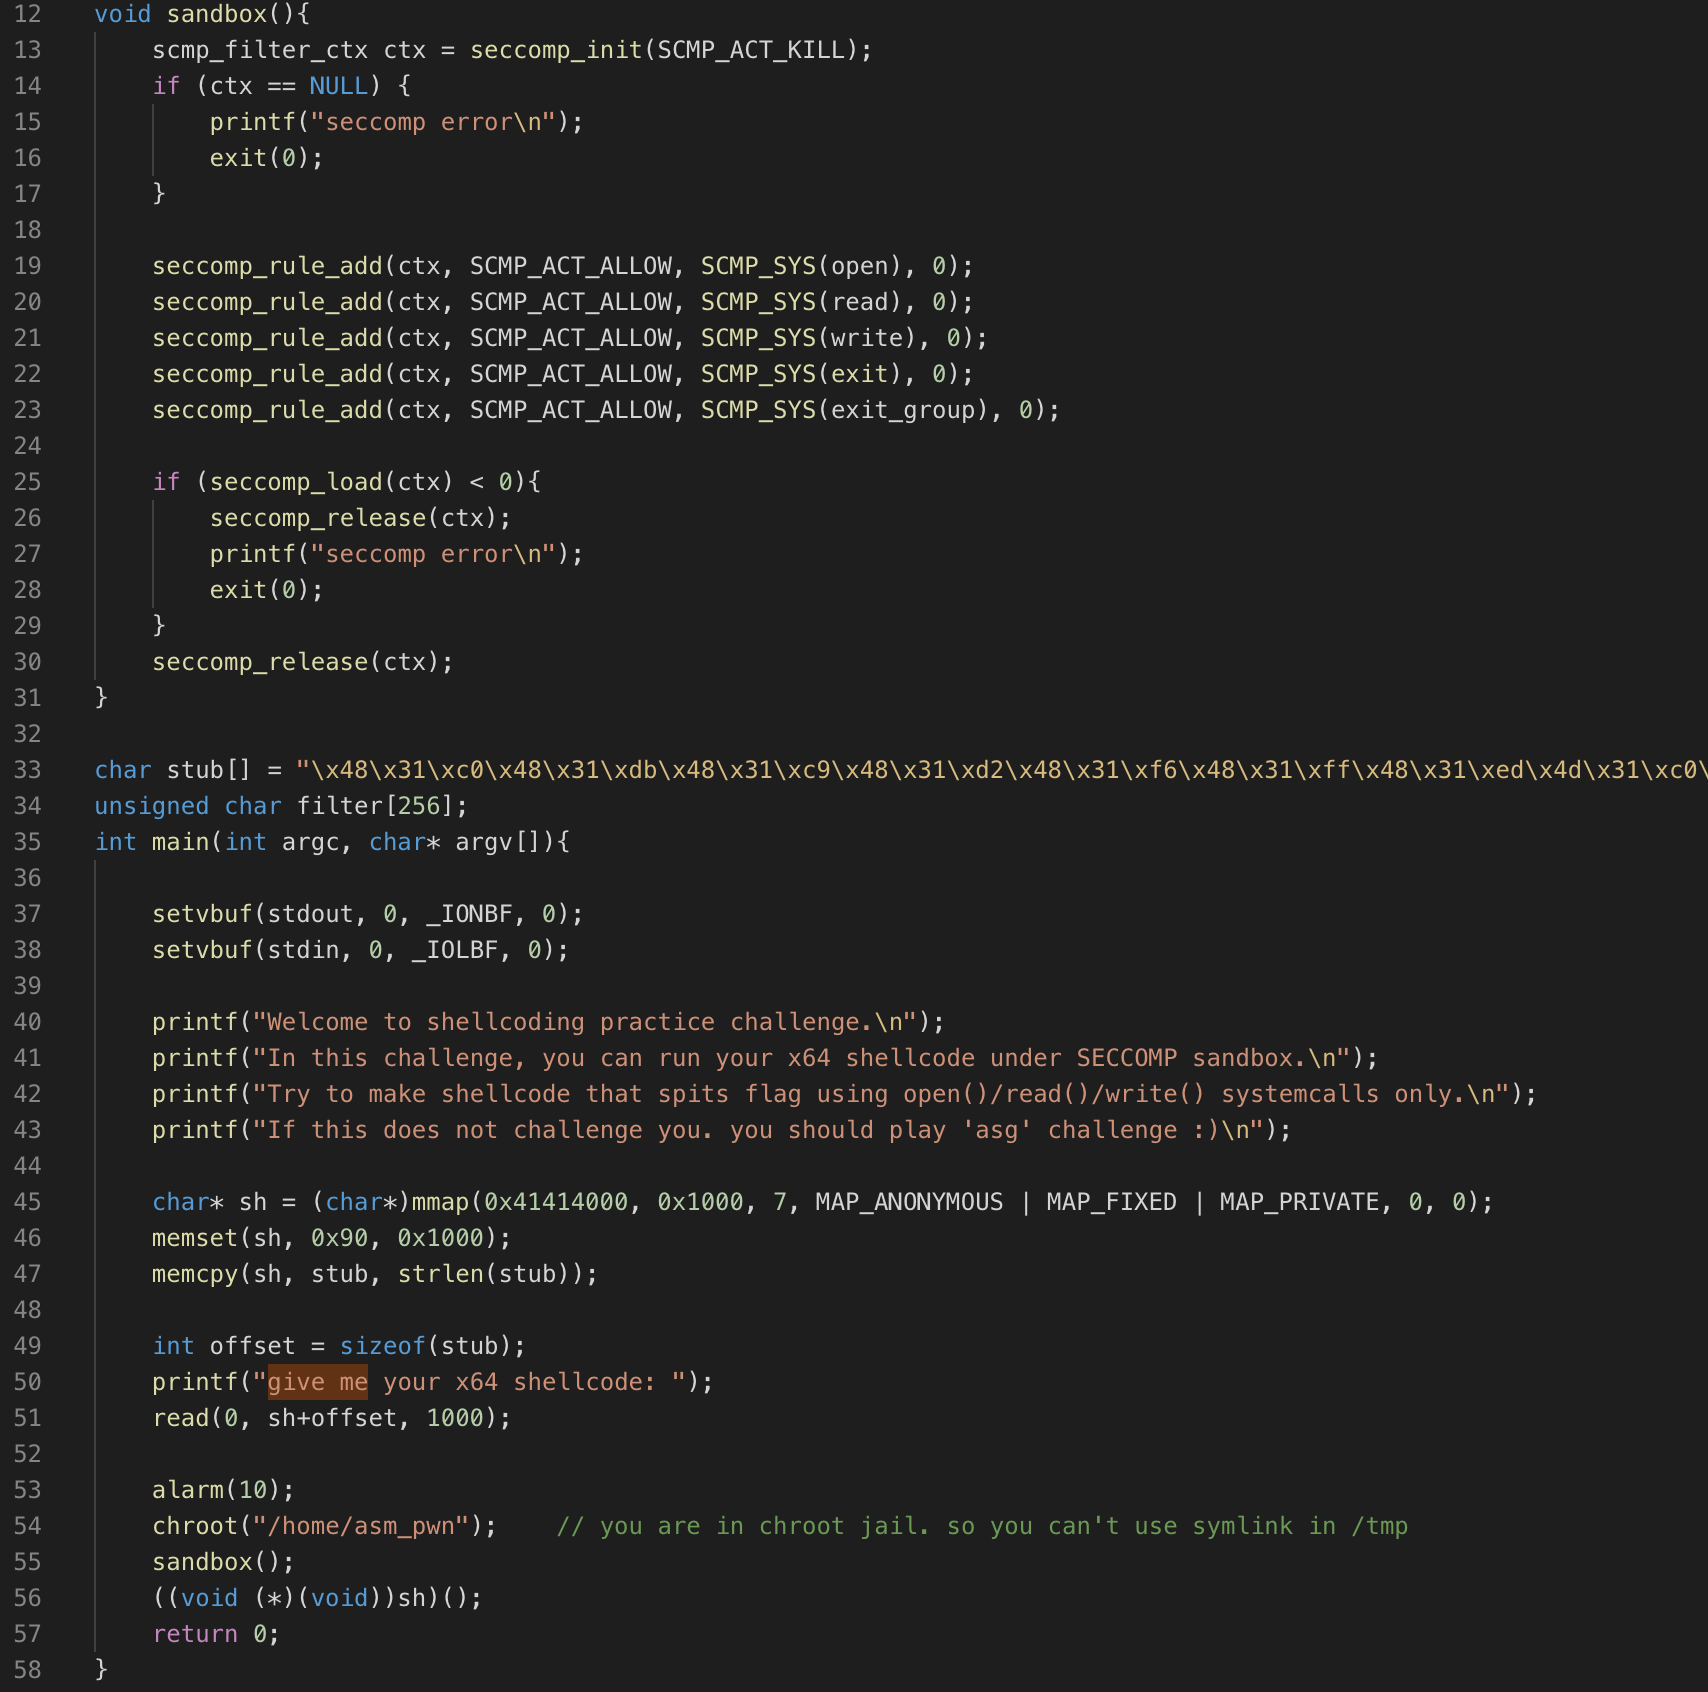 12 void sandbox(){
13 scmp_filter_ctx ctx = seccomp_init(SCMP_ACT_KILL);
14 if (ctx == NULL) {
15 printf("seccomp error\n");
16 exit(0);
17 }
18
19 seccomp_rule_add(ctx, SCMP_ACT_ALLOW, SCMP_SYS(open), 0);
20 seccomp_rule_add(ctx, SCMP_ACT_ALLOW, SCMP_SYS(read), 0);
21 seccomp_rule_add(ctx, SCMP_ACT_ALLOW, SCMP_SYS(write), 0);
22 seccomp_rule_add(ctx, SCMP_ACT_ALLOW, SCMP_SYS(exit), 0);
23 seccomp_rule_add(ctx, SCMP_ACT_ALLOW, SCMP_SYS(exit_group), 0);
24
25 if (seccomp_load(ctx) < 0){
26 seccomp_release(ctx);
27 printf("seccomp error\n");
28 exit(0);
29 }
30 seccomp_release(ctx);
31 }
32
33 char stub[] = "\x48\x31\xc0\x48\x31\xdb\x48\x31\xc9\x48\x31\xd2\x48\x31\xf6\x48\x31\xff\x48\x31\xed\x4d\x31\xc0\
34 unsigned char filter[256];
35 int main(int argc, char* argv[]){
36
37 setvbuf(stdout, 0, _IONBF, 0);
38 setvbuf(stdin, 0, _IOLBF, 0);
39
40 printf("Welcome to shellcoding practice challenge.\n");
41 printf("In this challenge, you can run your x64 shellcode under SECCOMP sandbox.\n");
42 printf("Try to make shellcode that spits flag using open()/read()/write() systemcalls only.\n");
43 printf("If this does not challenge you. you should play 'asg' challenge :)\n");
44
45 char* sh = (char*)mmap(0x41414000, 0x1000, 7, MAP_ANONYMOUS | MAP_FIXED | MAP_PRIVATE, 0, 0);
46 memset(sh, 0x90, 0x1000);
47 memcpy(sh, stub, strlen(stub));
48
49 int offset = sizeof(stub);
50 printf("give me your x64 shellcode: ");
51 read(0, sh+offset, 1000);
52
53 alarm(10);
54 chroot("/home/asm_pwn"); // you are in chroot jail. so you can't use symlink in /tmp
55 sandbox();
56 ((void (*)(void))sh)();
57 return 0;
58 }